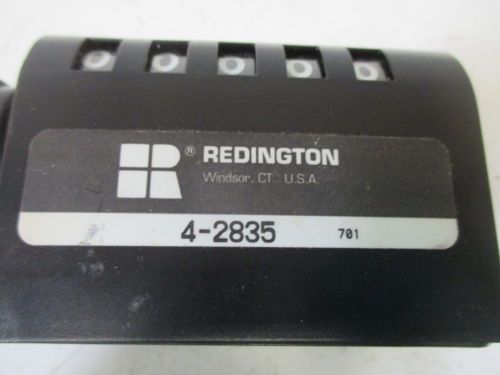 ® REDINGTON
Windsor, CT. U.S.A.
4-2835 701